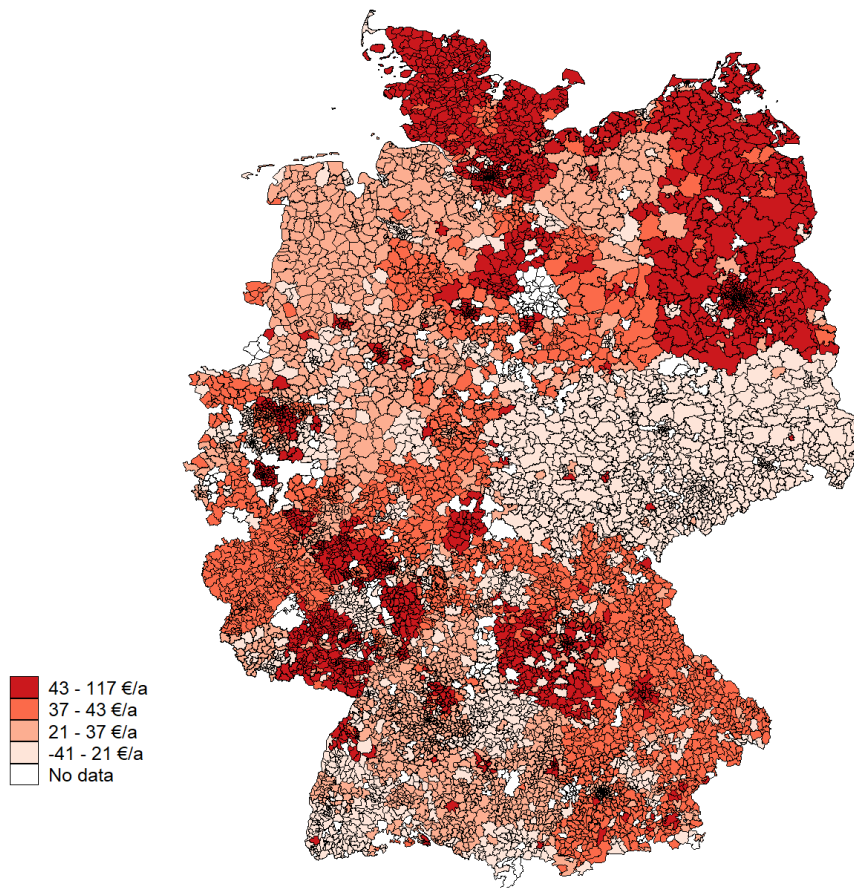 43 - 117 €/a
37 - 43 €/a
21 - 37 €/a
-41 - 21 €/a
No data